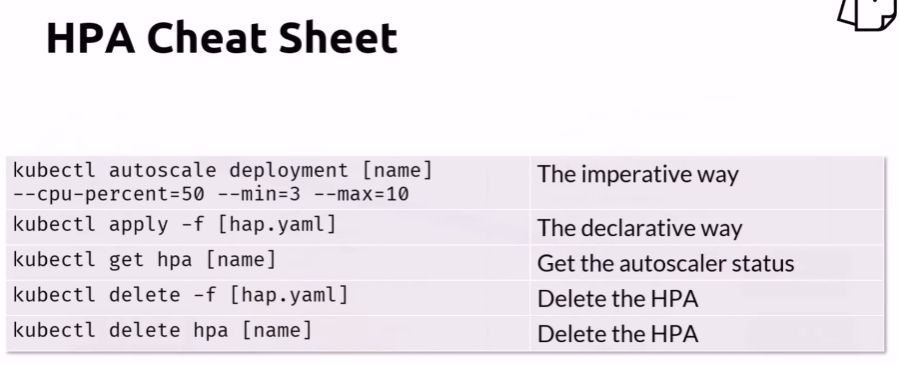 HPA Cheat Sheet
kubectl autoscale deployment [name]
--cpu-percent=50 --min=3 --max=10
The imperative way
kubectl apply -f [hap.yaml]
The declarative way
kubectl get hpa [name]
Get the autoscaler status
kubectl delete -f [hap.yaml]
Delete the HPA
kubectl delete hpa [name]
Delete the HPA